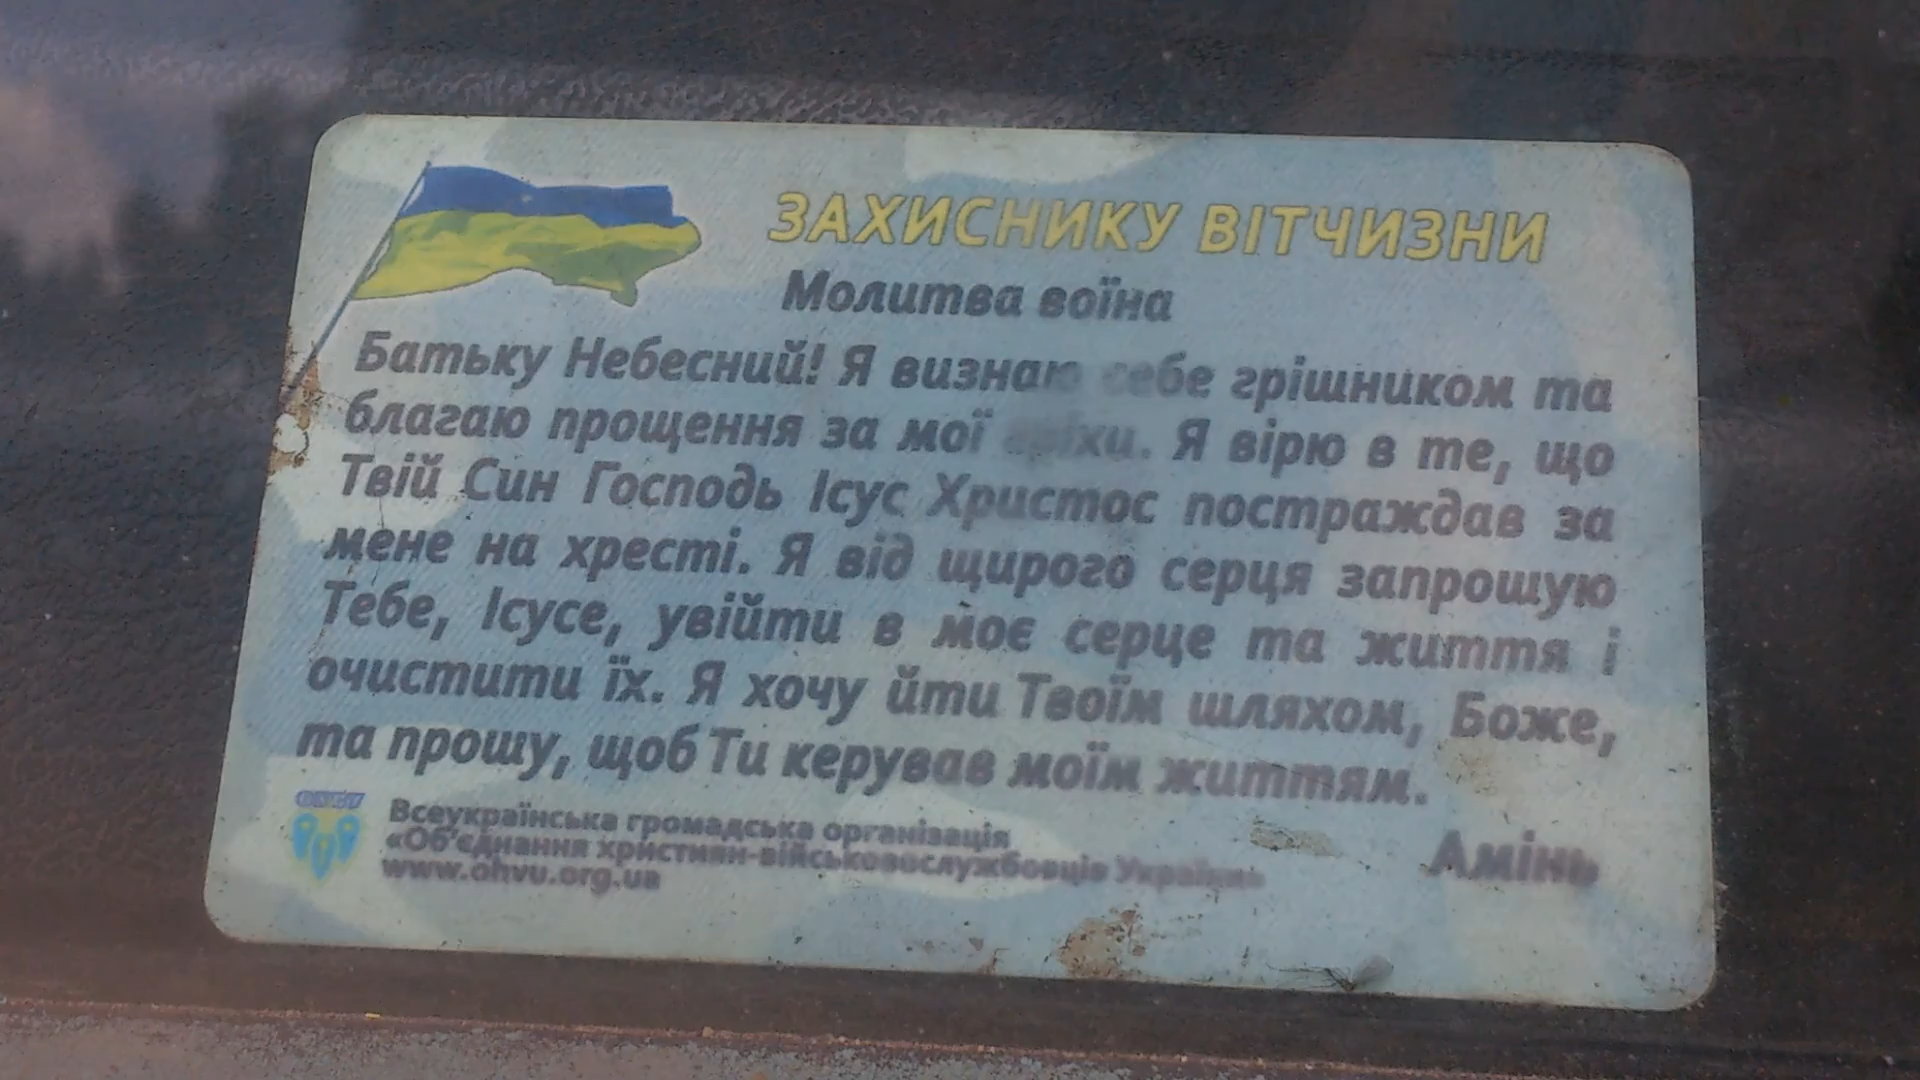 ЗАХИСНИКУ ВІТЧИЗНИ
Молитва воїна
Батьку Небесний! Я визнаю себе грішником та
благаю прощення за мої гріхи. Я вірю в те, що
Твій Син Господь Ісус Христос постраждав за
мене на хресті. Я від щирого серця запрошую
Тебе, Ісусе, увійти в моє серце та життя і
очистити їх. Я хочу йти Твоїм шляхом, Боже,
та прошу, щоб Ти керував моїм життям.
Амінь
Всеукраїнська громадська організація
«Об'єднання християн-військовослужбовців України»
www.ohvu.org.ua